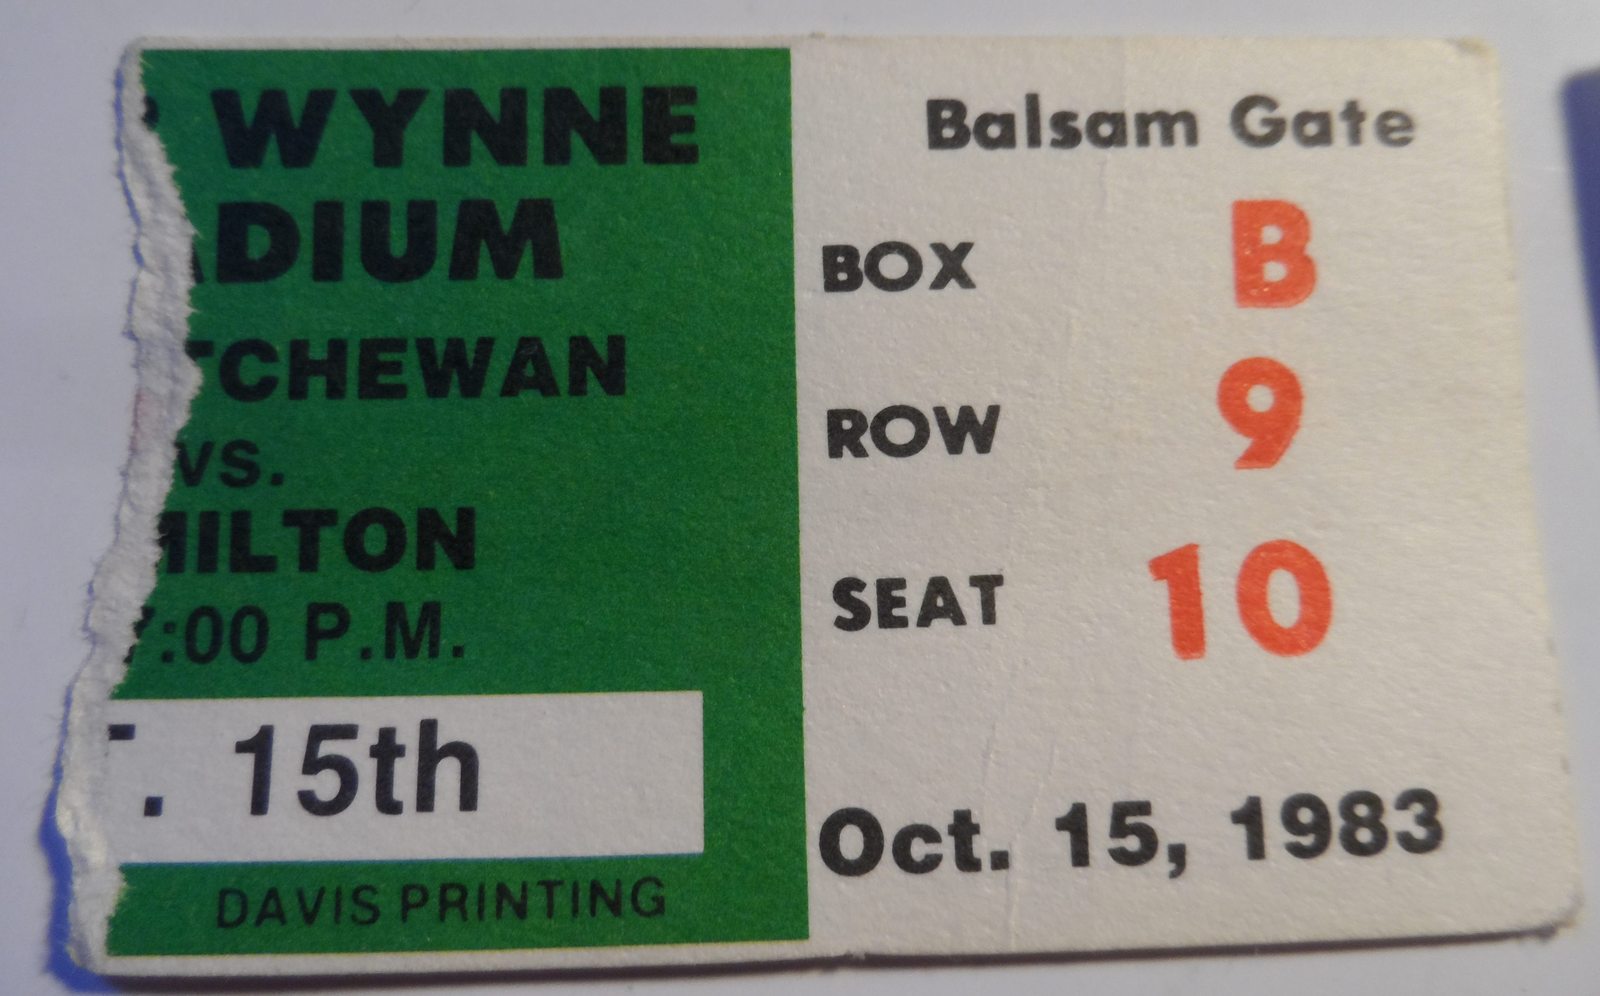 WYNNE
DIUM
TCHEWAN
VS.
MILTON
7:00 P.M.
T. 15th
DAVIS PRINTING
Balsam Gate
BOX B
ROW 9
SEAT 10
Oct. 15, 1983